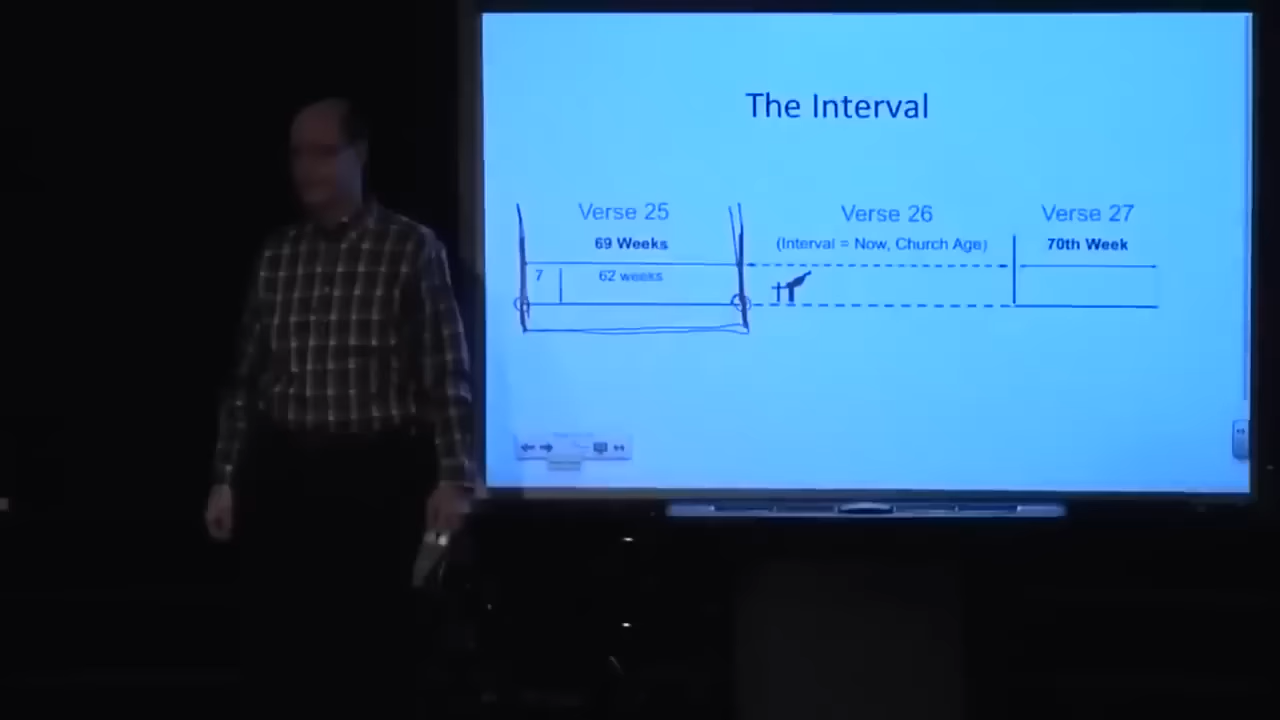 The Interval
Verse 25
69 Weeks
7
62 weeks
Verse 26
(Interval = Now, Church Age)
Verse 27
70th Week